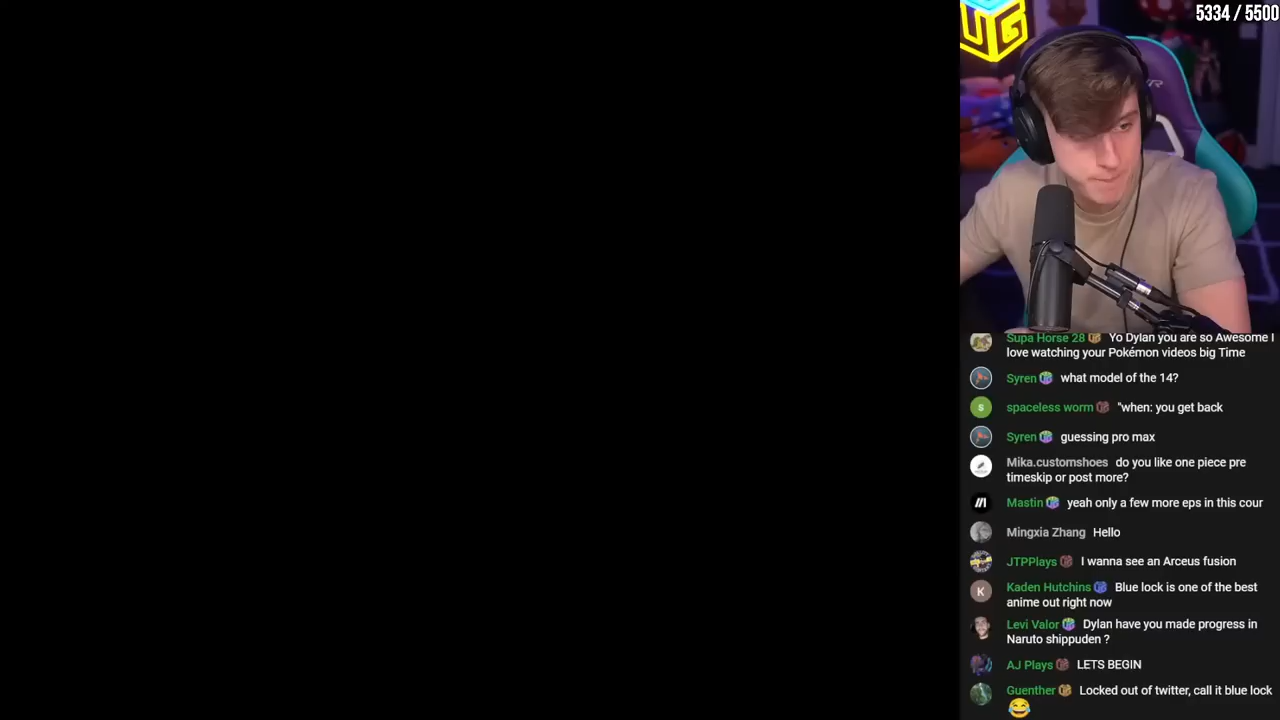 5334 / 5500
UG
Supa Horse 28 Yo Dylan you are so Awesome I
love watching your Pokémon videos big Time
Syren what model of the 14?
S
spaceless worm "when: you get back
Syren guessing pro max
Mika.customshoes do you like one piece pre
timeskip or post more?
Mastin yeah only a few more eps in this cour
Mingxia Zhang Hello
JTPPlays I wanna see an Arceus fusion
K
Kaden Hutchins Blue lock is one of the best
anime out right now
Levi Valor Dylan have you made progress in
Naruto shippuden ?
AJ Plays LETS BEGIN
Guenther Locked out of twitter, call it blue lock
😂